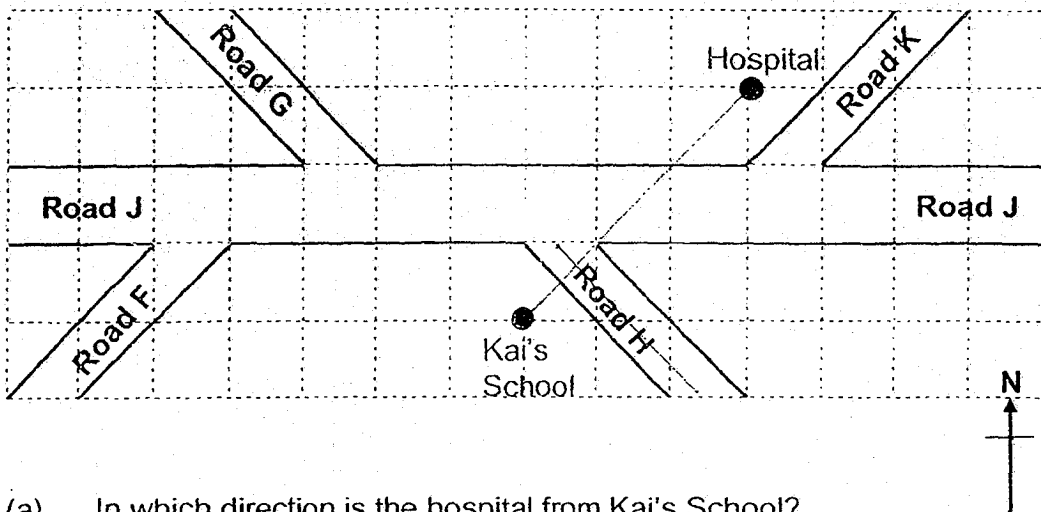 Road G
Hospital
Road K
Road J
Road J
Road F
Road H
Kai's
School
N
(a) In which direction is the hospital from Kai's School?